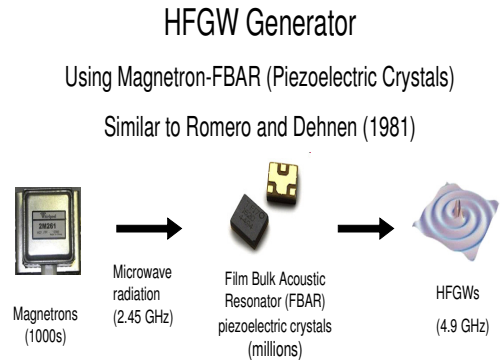 HFGW Generator
Using Magnetron-FBAR (Piezoelectric Crystals)
Similar to Romero and Dehnen (1981)
2M261
Magnetrons
(1000s)
Microwave
radiation
(2.45 GHz)
Film Bulk Acoustic
Resonator (FBAR)
piezoelectric crystals
(millions)
HFGWs
(4.9 GHz)